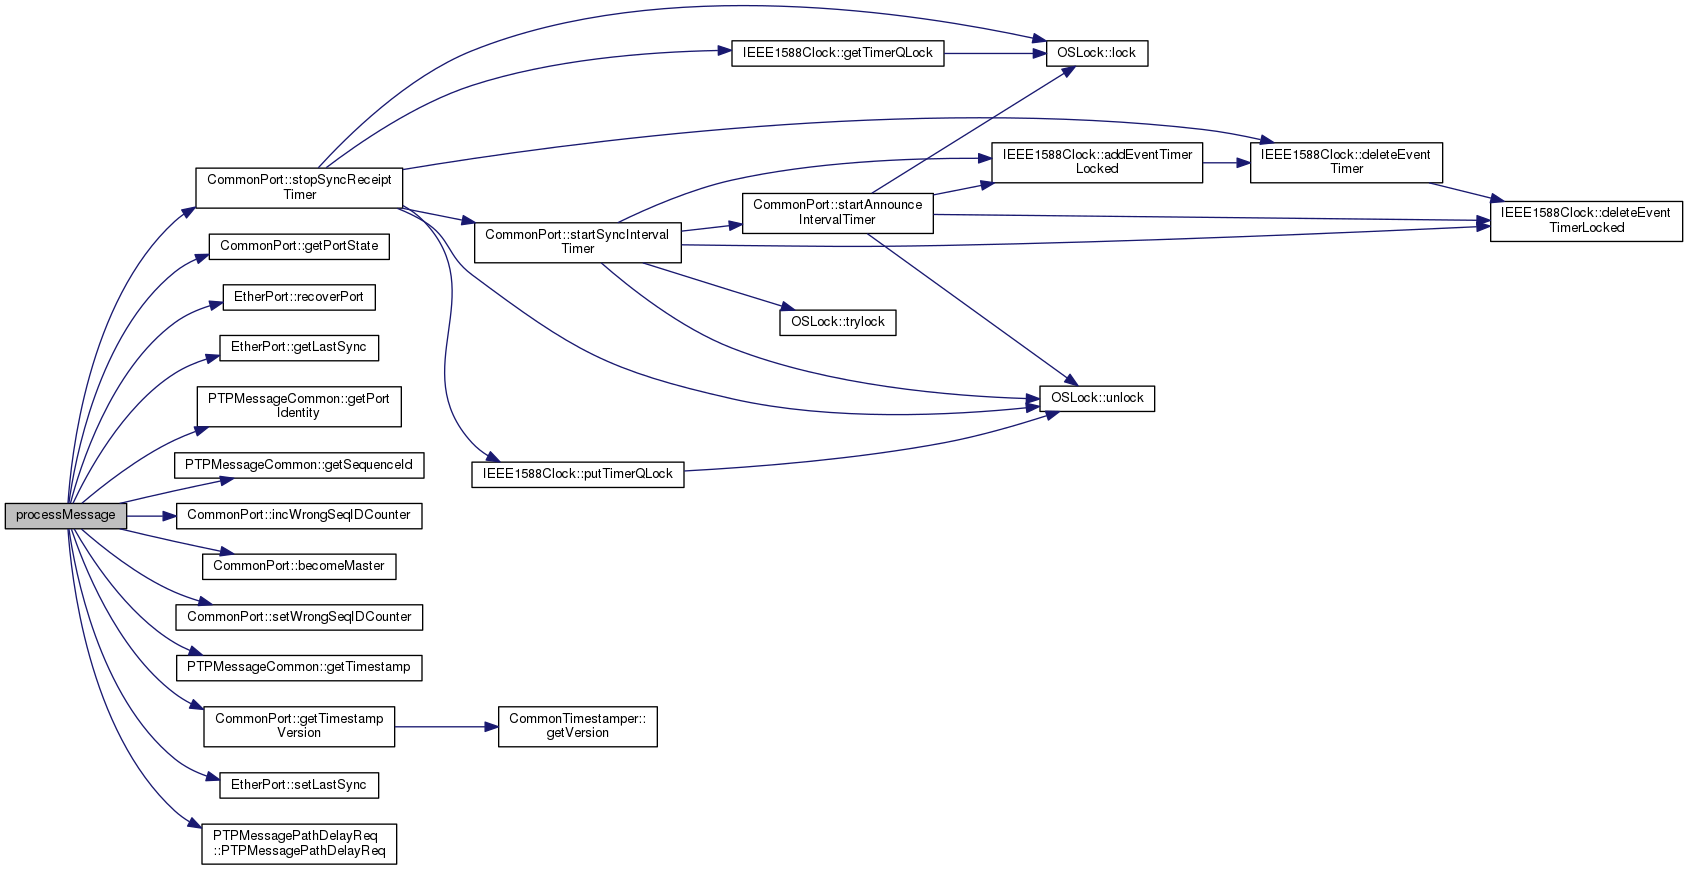 processMessage
CommonPort::stopSyncReceipt
Timer
CommonPort::getPortState
EtherPort::recoverPort
EtherPort::getLastSync
PTPMessageCommon::getPort
Identity
PTPMessageCommon::getSequenceId
CommonPort::incWrongSeqIDCounter
CommonPort::becomeMaster
CommonPort::setWrongSeqIDCounter
PTPMessageCommon::getTimestamp
CommonPort::getTimestamp
Version
EtherPort::setLastSync
PTPMessagePathDelayReq
::PTPMessagePathDelayReq
CommonPort::startSyncInterval
Timer
IEEE1588Clock::putTimerQLock
CommonTimestamper::
getVersion
IEEE1588Clock::getTimerQLock
CommonPort::startAnnounce
IntervalTimer
OSLock::trylock
OSLock::lock
IEEE1588Clock::addEventTimer
Locked
OSLock::unlock
IEEE1588Clock::deleteEvent
Timer
IEEE1588Clock::deleteEvent
TimerLocked